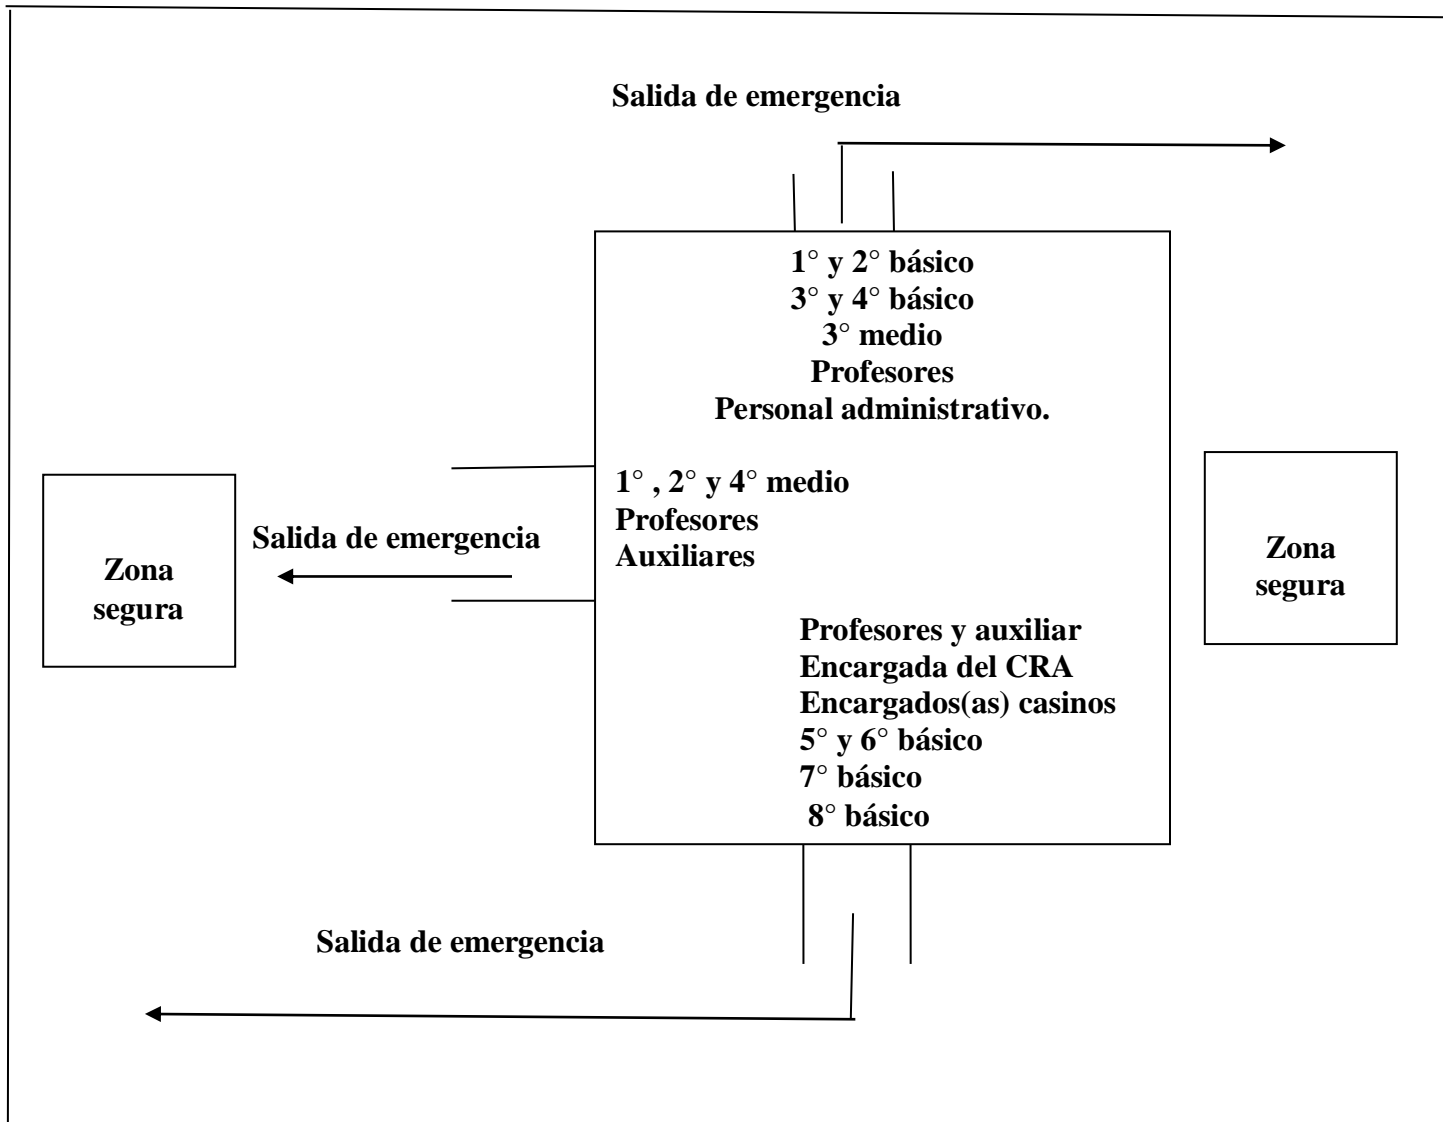 Salida de emergencia
1° y 2° básico
3° y 4° básico
3° medio
Profesores
Personal administrativo.
1° , 2° y 4° medio
Profesores
Auxiliares
Salida de emergencia
Zona
segura
Zona
segura
Profesores y auxiliar
Encargada del CRA
Encargados(as) casinos
5° y 6° básico
7° básico
8° básico
Salida de emergencia